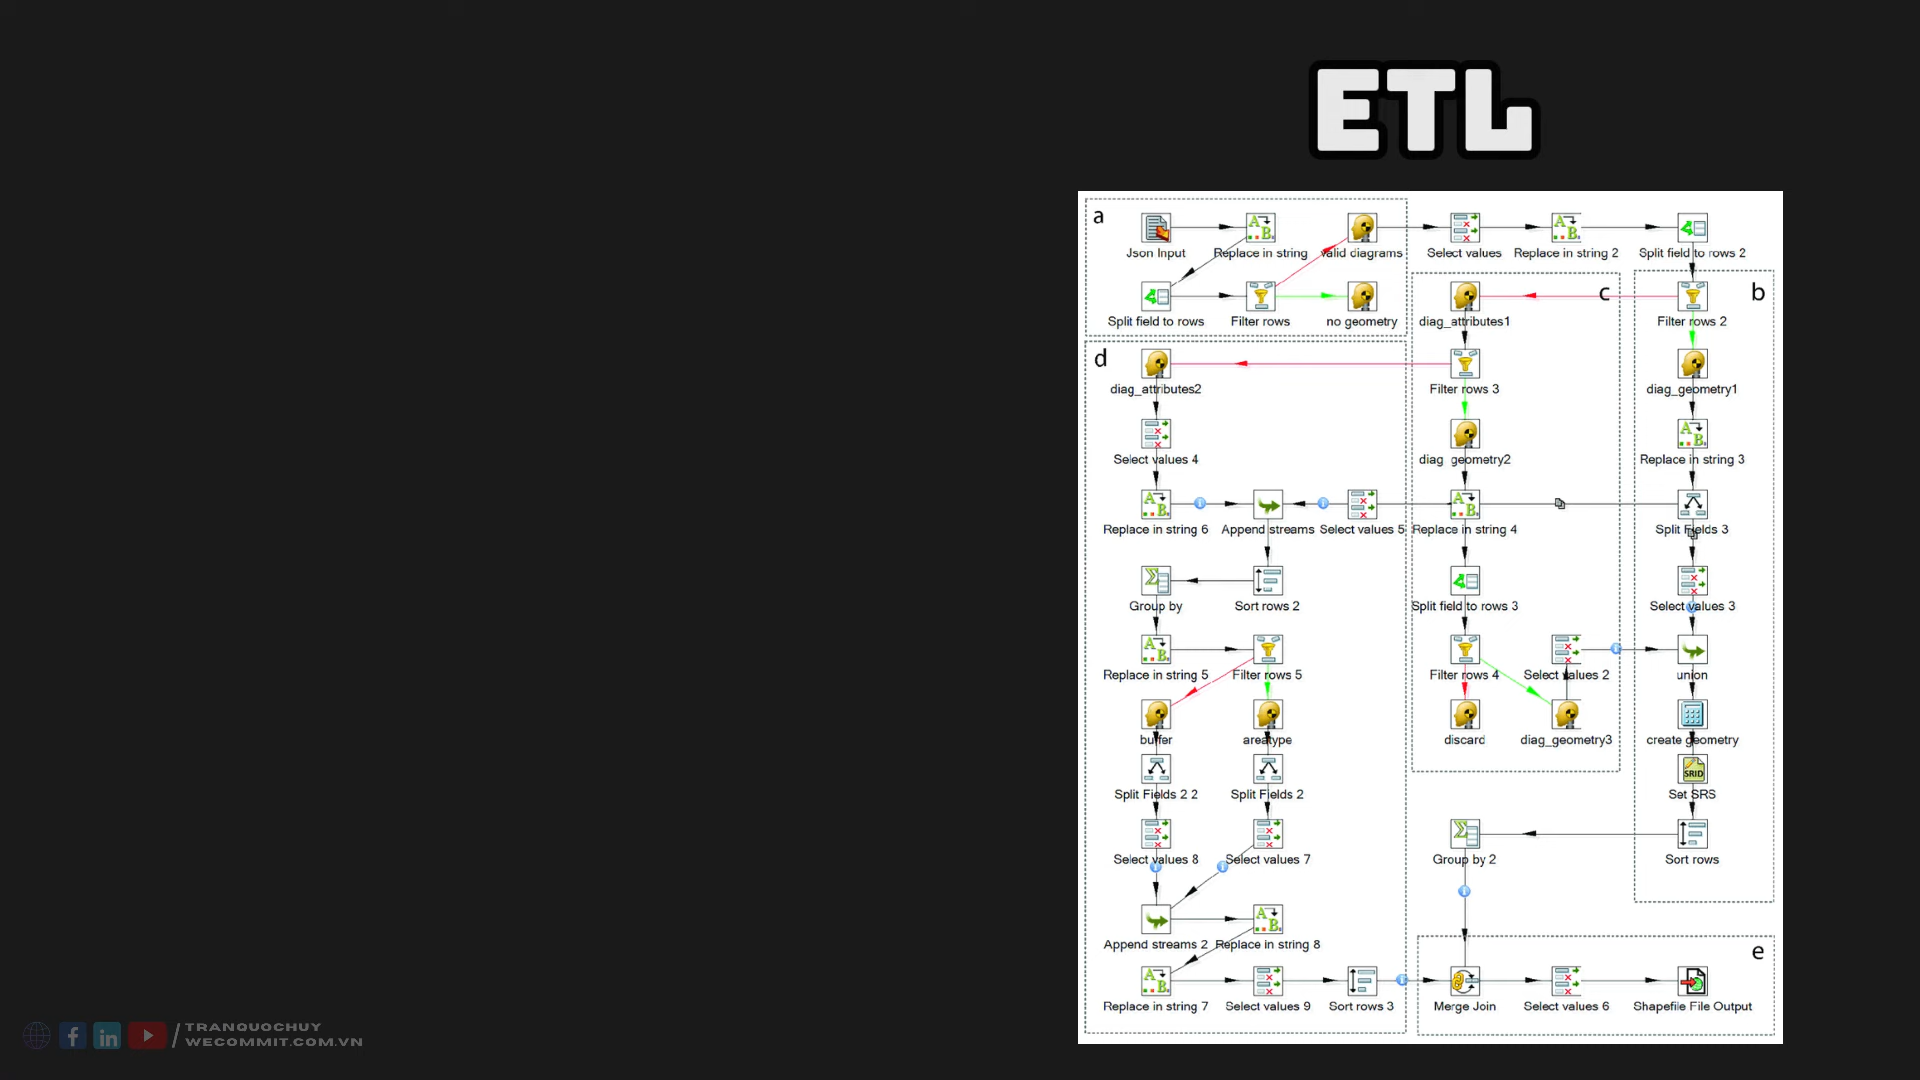 ETL
a
Json Input
Replace in string
valid diagrams
Select values
Replace in string 2
Split field to rows 2
Split field to rows
Filter rows
no geometry
diag_attributes1
c
Filter rows 2
b
d
diag_attributes2
Filter rows 3
diag_geometry1
Select values 4
diag_geometry2
Replace in string 3
Replace in string 6
Append streams
Select values 5
Replace in string 4
Split Fields 3
Group by
Sort rows 2
Split field to rows 3
Select values 3
Replace in string 5
Filter rows 5
Filter rows 4
Select values 2
union
buffer
areatype
discard
diag_geometry3
create geometry
SRID
Split Fields 2 2
Split Fields 2
Set SRS
Select values 8
Select values 7
Group by 2
Sort rows
Append streams 2
Replace in string 8
e
Replace in string 7
Select values 9
Sort rows 3
Merge Join
Select values 6
Shapefile File Output
TRANQUOCHUY
WECOMMIT.COM.VN